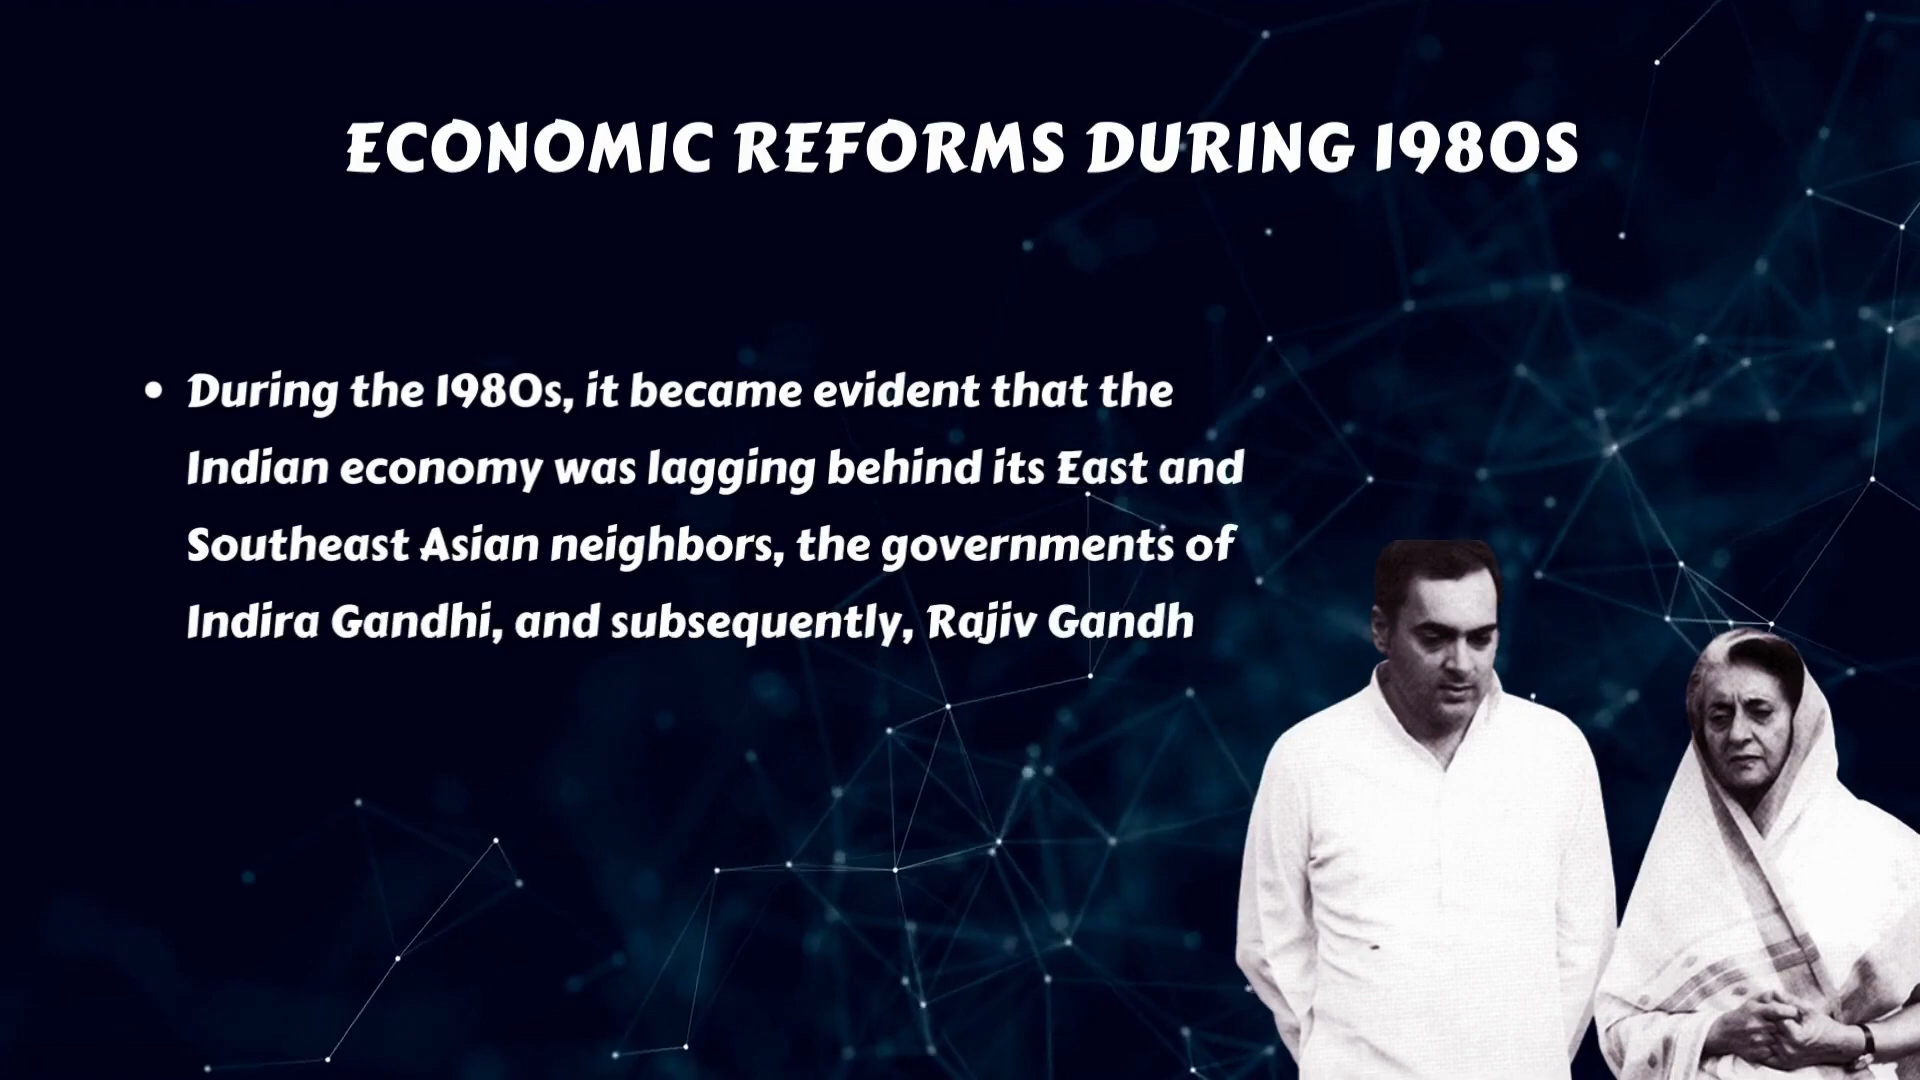 ECONOMIC REFORMS DURING 1980S
• During the 1980s, it became evident that the
Indian economy was lagging behind its East and
Southeast Asian neighbors, the governments of
Indira Gandhi, and subsequently, Rajiv Gandh